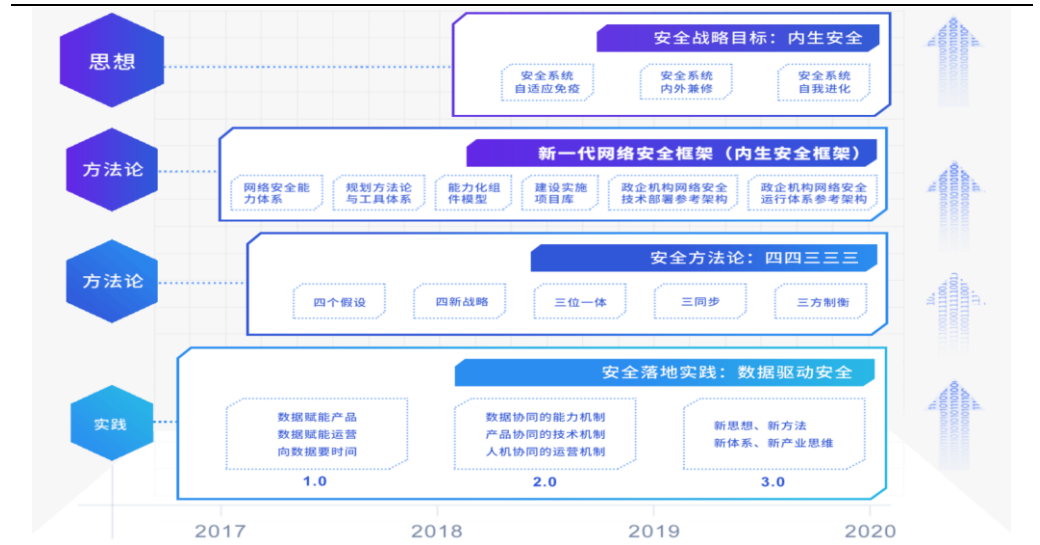 思想
安全战略目标：内生安全
安全系统
自适应免疫
安全系统
内外兼修
安全系统
自我进化
方法论
新一代网络安全框架（内生安全框架）
网络安全能
力体系
规划方法论
与工具体系
能力化组
件模型
建设实施
项目库
政企机构网络安全
技术部署参考架构
政企机构网络安全
运行体系参考架构
方法论
安全方法论：四四三三三
四个假设
四新战略
三位一体
三同步
三方制衡
实践
安全落地实践：数据驱动安全
数据赋能产品
数据赋能运营
向数据要时间
1.0
数据协同的能力机制
产品协同的技术机制
人机协同的运营机制
2.0
新思想、新方法
新体系、新产业思维
3.0
2017
2018
2019
2020